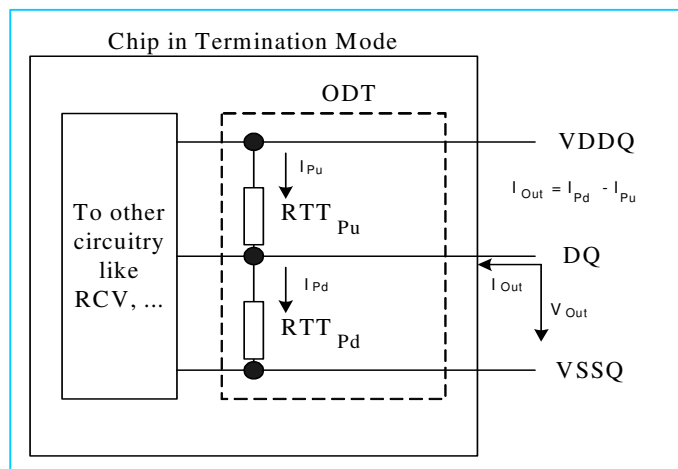 Chip in Termination Mode
ODT
VDDQ
I Pu
I Out = I Pd - I Pu
To other
circuitry
like
RCV, ...
RTT Pu
DQ
I Out
I Pd
V Out
RTT Pd
VSSQ